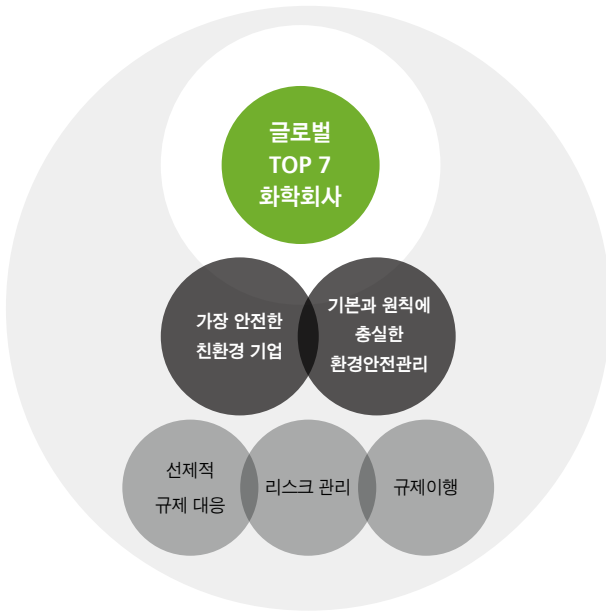 글로벌
TOP 7
화학회사
가장 안전한
친환경 기업
기본과 원칙에
충실한
환경안전관리
선제적
규제 대응
리스크 관리
규제이행